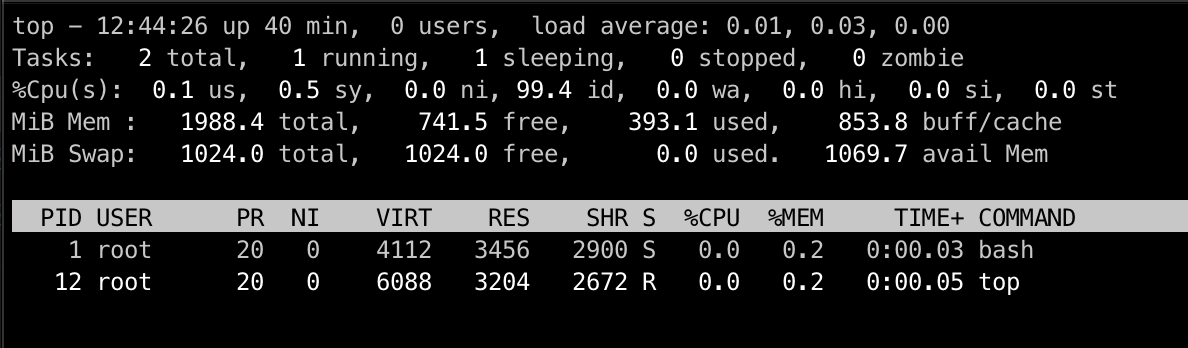 top - 12:44:26 up 40 min,  0 users,  load average: 0.01, 0.03, 0.00
Tasks:   2 total,   1 running,   1 sleeping,   0 stopped,   0 zombie
%Cpu(s):  0.1 us,  0.5 sy,  0.0 ni, 99.4 id,  0.0 wa,  0.0 hi,  0.0 si,  0.0 st
MiB Mem :   1988.4 total,    741.5 free,    393.1 used,    853.8 buff/cache
MiB Swap:   1024.0 total,   1024.0 free,      0.0 used.   1069.7 avail Mem
  PID USER      PR  NI    VIRT    RES    SHR S  %CPU  %MEM     TIME+ COMMAND
    1 root      20   0    4112   3456   2900 S   0.0   0.2   0:00.03 bash
   12 root      20   0    6088   3204   2672 R   0.0   0.2   0:00.05 top